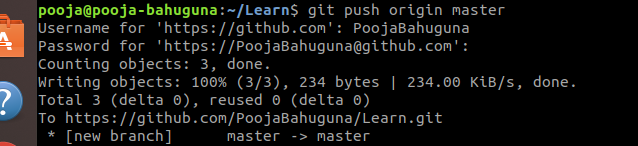 pooja@pooja-bahuguna:~/Learn$ git push origin master
Username for 'https://github.com': PoojaBahuguna
Password for 'https://PoojaBahuguna@github.com':
Counting objects: 3, done.
Writing objects: 100% (3/3), 234 bytes | 234.00 KiB/s, done.
Total 3 (delta 0), reused 0 (delta 0)
To https://github.com/PoojaBahuguna/Learn.git
 * [new branch]      master -> master